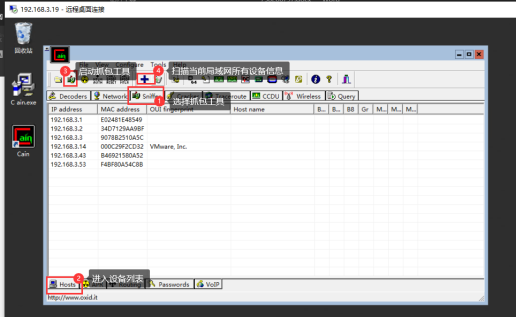 192.168.3.19 - 远程桌面连接
回收站
C ain.exe
Cain
File View Configure Tools Help
3 启动抓包工具
4 扫描当前局域网所有设备信息
1 选择抓包工具
Decoders Network Sniffer Traceroute CCDU Wireless Query
IP address MAC address OUI fingerprint Host name B... B... B8 Gr M... M... M...
192.168.3.1 E02481E48549
192.168.3.2 34D7129AA9BF
192.168.3.3 9078B2510A5C
192.168.3.14 000C29F2CD32 VMware, Inc.
192.168.3.43 B469215B0A52
192.168.3.53 F4BF80A54C8B
2 进入设备列表
Hosts Passwords VoIP
http://www.oxid.it